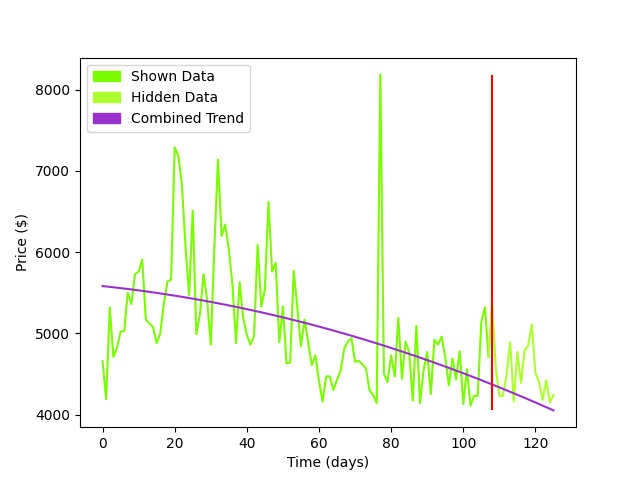 Shown Data
Hidden Data
Combined Trend
8000
7000
6000
5000
4000
Price ($)
0 20 40 60 80 100 120
Time (days)